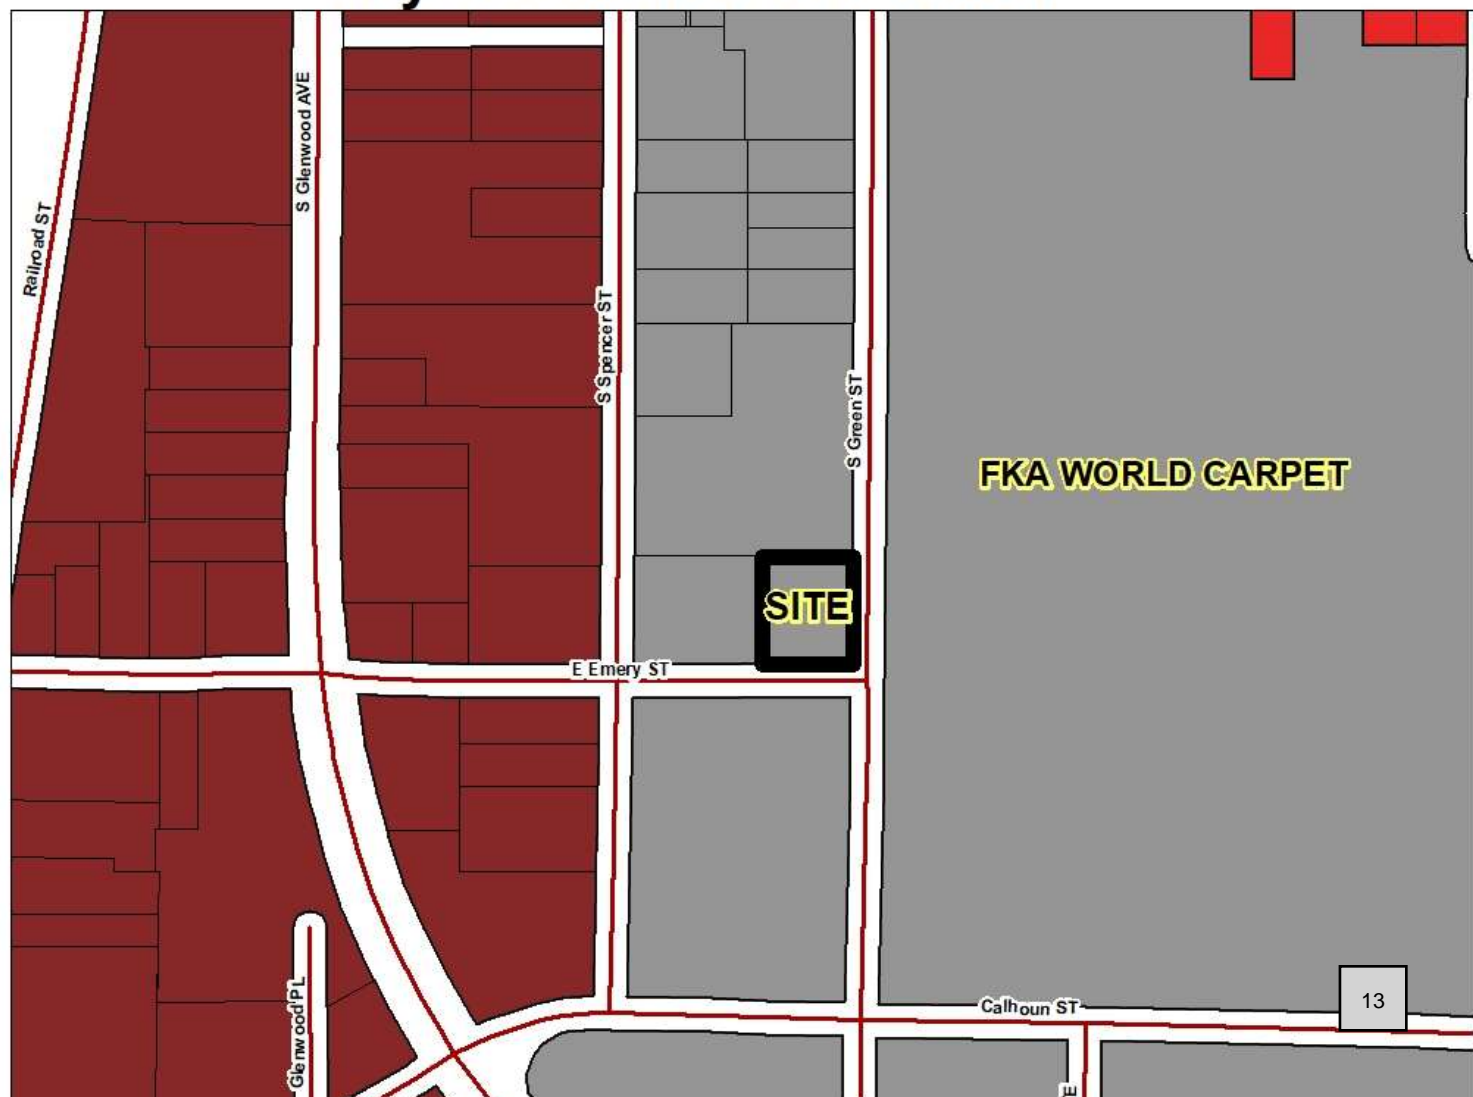 S Glenwood AVE
Railroad ST
S Spencer ST
S Green ST
FKA WORLD CARPET
SITE
E Emery ST
Glenwood PL
Calhoun ST
13
E